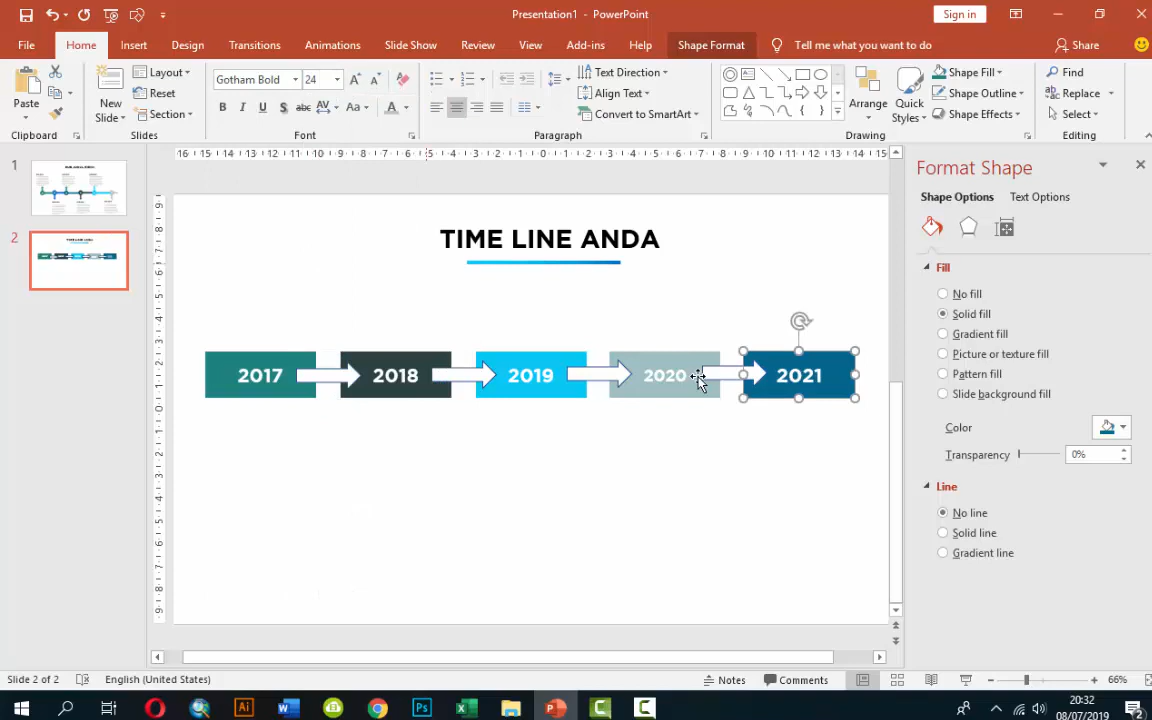 Presentation1 - PowerPoint
Sign in
File Home Insert Design Transitions Animations Slide Show Review View Add-ins Help Shape Format Tell me what you want to do Share
Paste
Clipboard
New Slide
Layout
Reset
Section
Slides
Gotham Bold 24
Font
Text Direction
Align Text
Convert to SmartArt
Paragraph
Arrange
Quick Styles
Shape Fill
Shape Outline
Shape Effects
Drawing
Find
Replace
Select
Editing
1
2
TIME LINE ANDA
2017 2018 2019 2020 2021
Format Shape
Shape Options Text Options
Fill
No fill
Solid fill
Gradient fill
Picture or texture fill
Pattern fill
Slide background fill
Color
Transparency 0%
Line
No line
Solid line
Gradient line
Slide 2 of 2 English (United States) Notes Comments 66%
20:32
08/07/2019